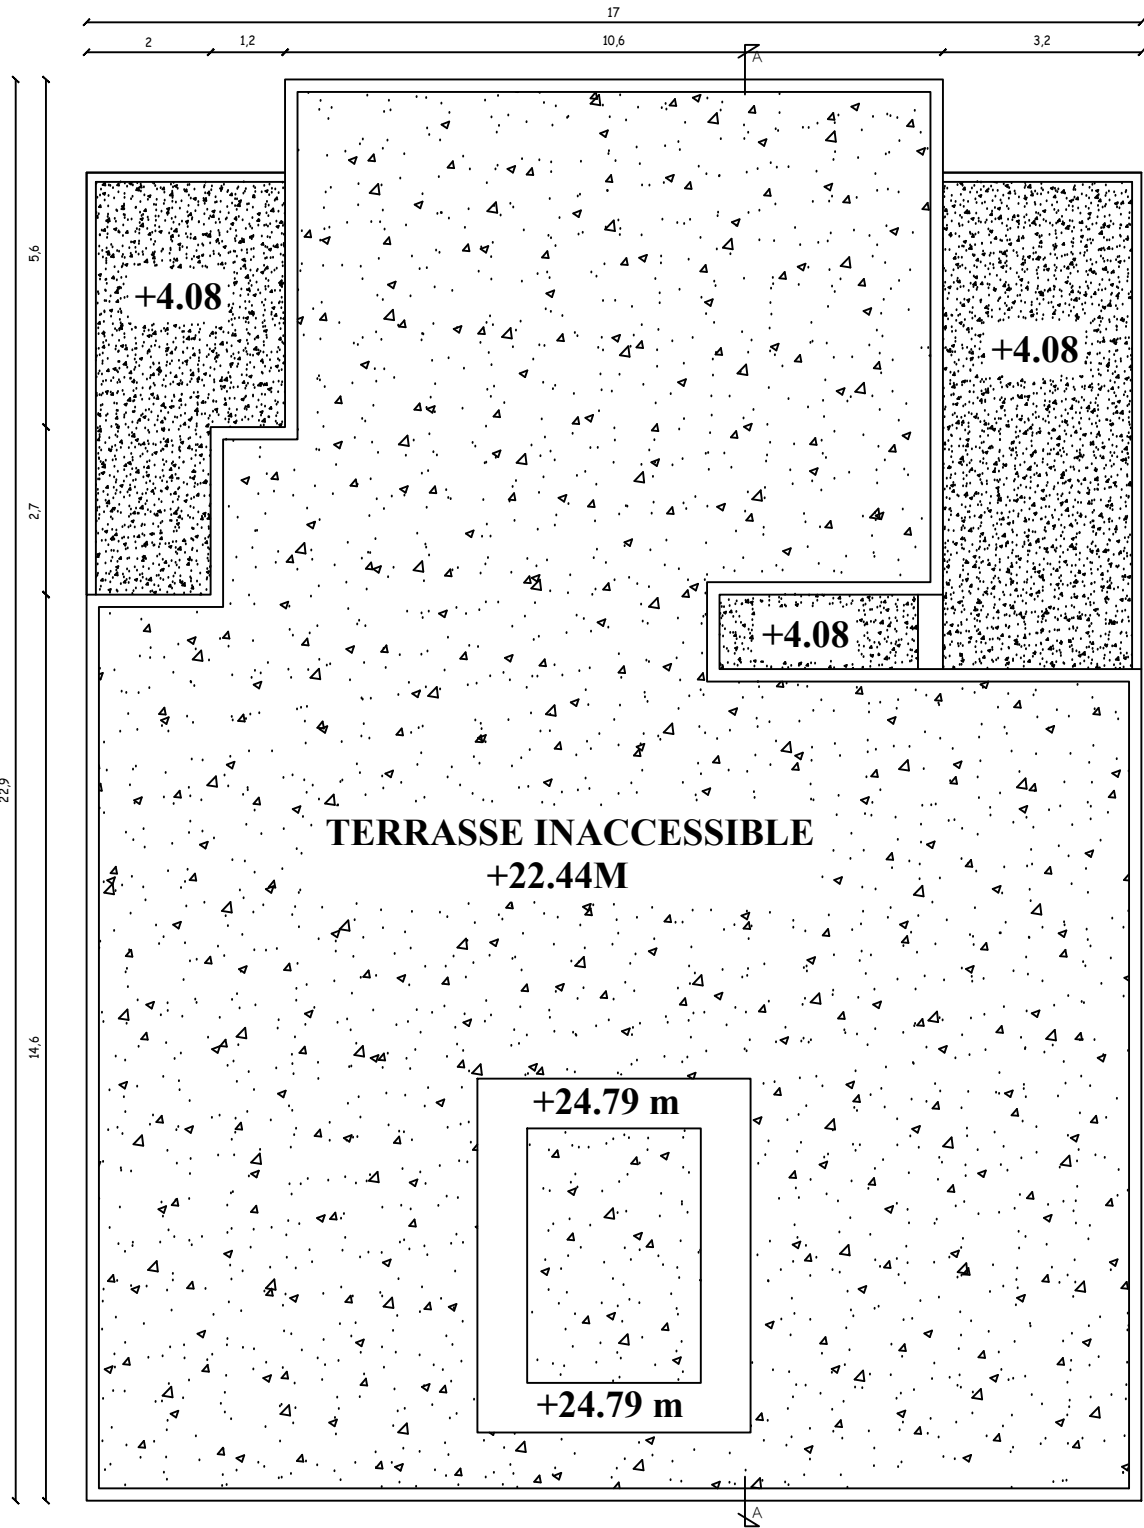 17
2
1,2
10,6
3,2
A
5,6
+4.08
+4.08
2,7
+4.08
22,9
TERRASSE INACCESSIBLE
+22.44M
14,6
+24.79 m
+24.79 m
A